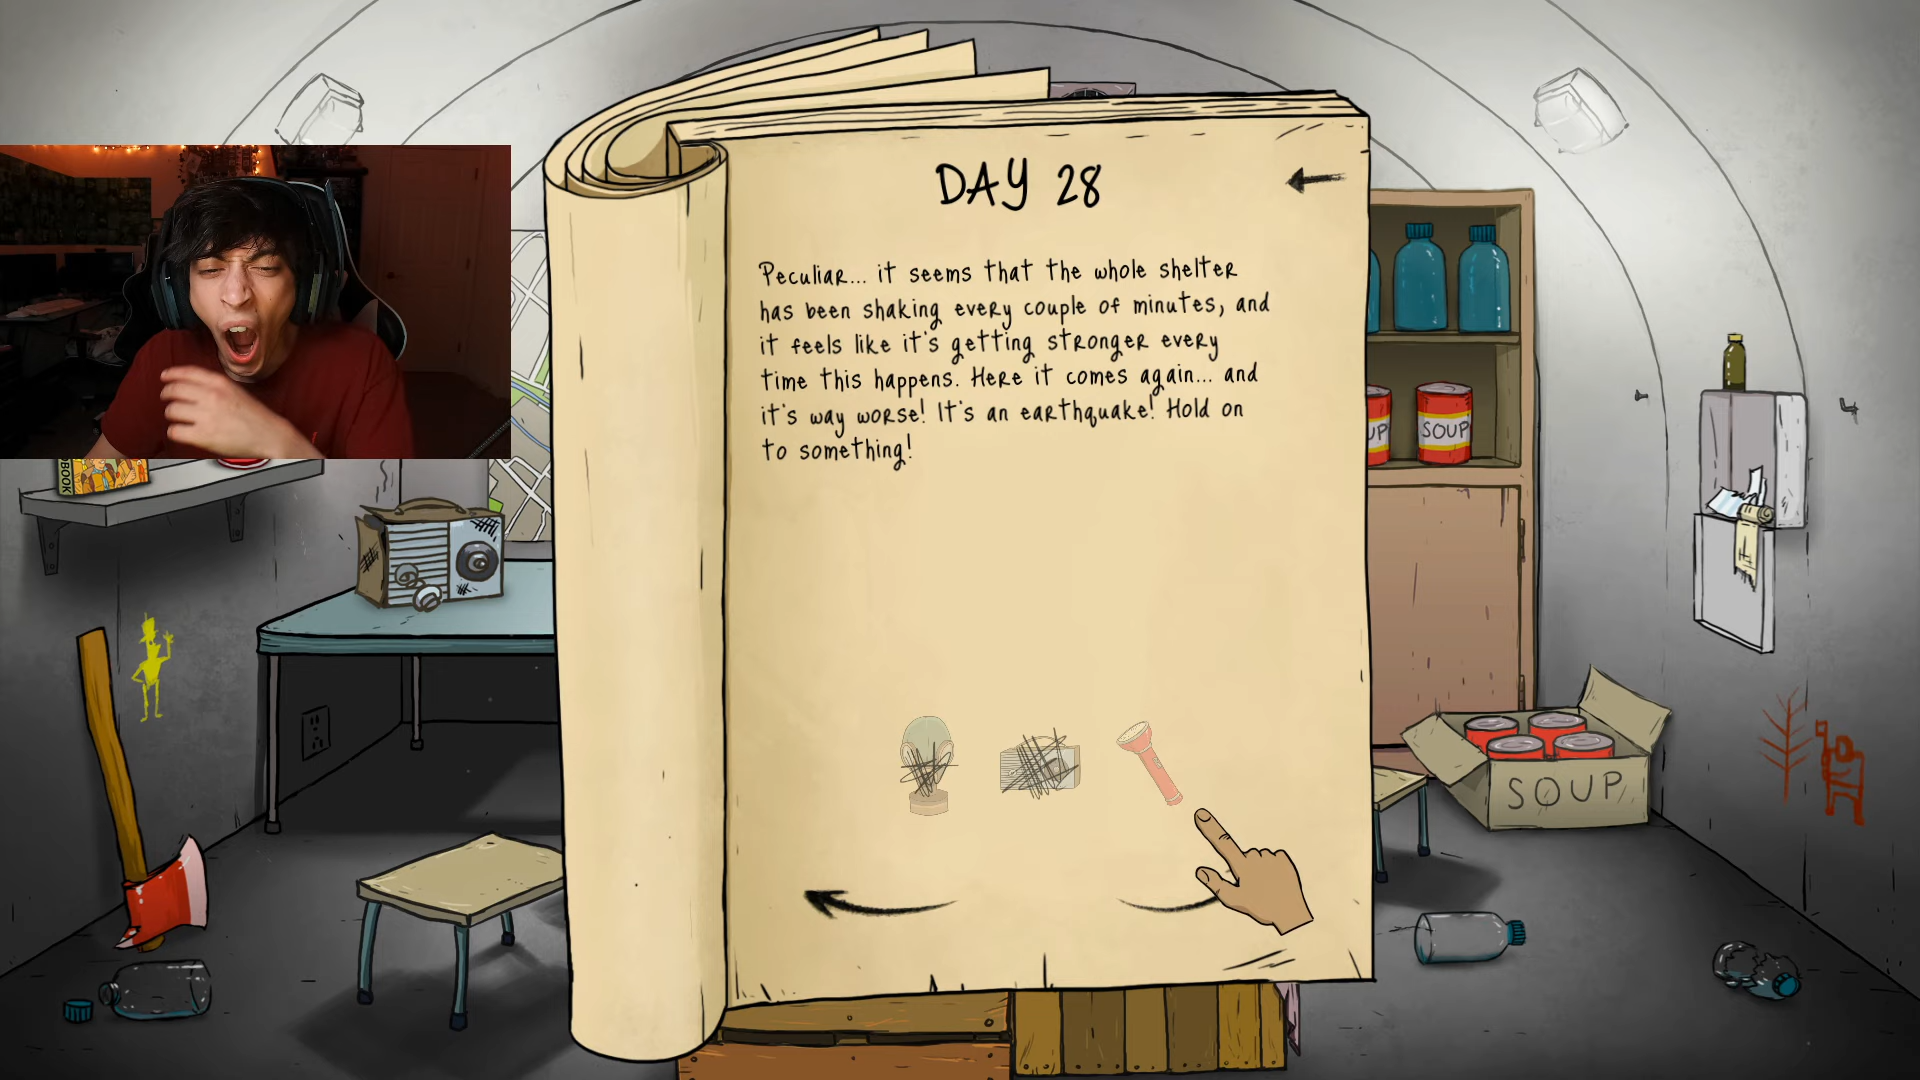 DAY 28
Peculiar... it seems that the whole shelter
has been shaking every couple of minutes, and
it feels like it's getting stronger every
time this happens. Here it comes again... and
it's way worse! It's an earthquake! Hold on
to something!
UP
SOUP
SOUP
OBOOK